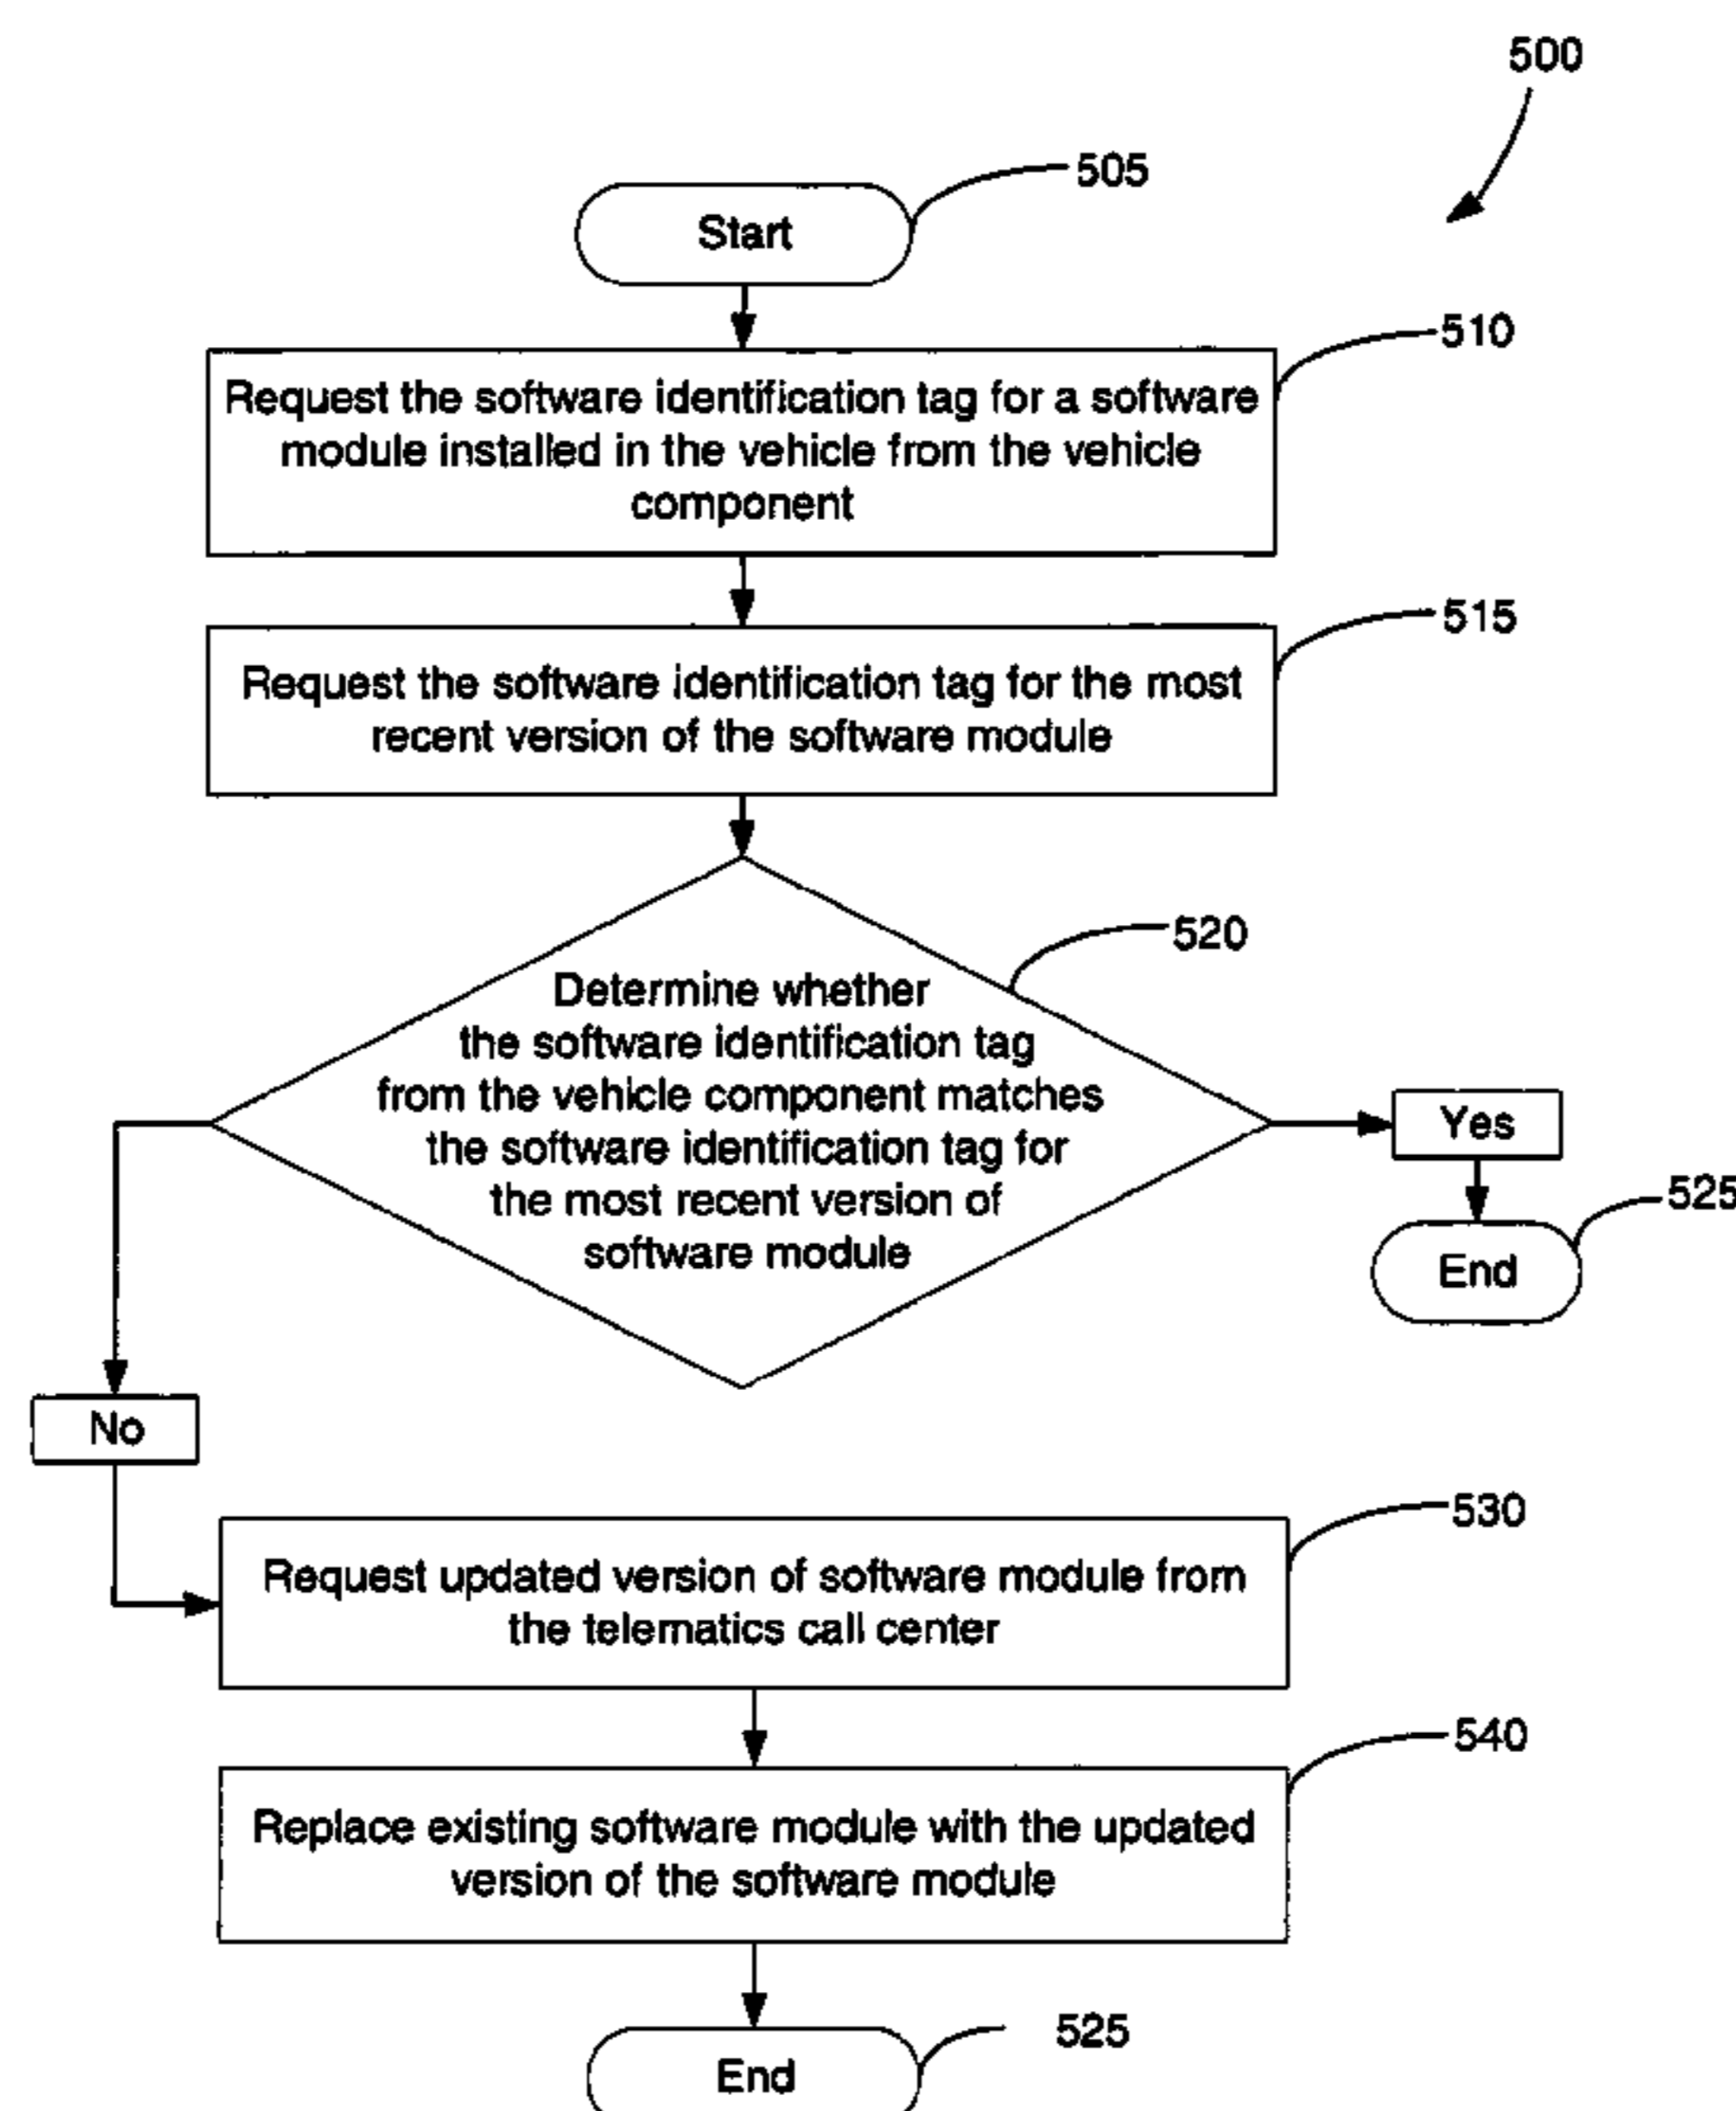 500
505
Start
510
Request the software identification tag for a software
module installed in the vehicle from the vehicle
component
515
Request the software identification tag for the most
recent version of the software module
520
Determine whether
the software identification tag
from the vehicle component matches
the software identification tag for
the most recent version of
software module
Yes
525
End
No
530
Request updated version of software module from
the telematics call center
540
Replace existing software module with the updated
version of the software module
525
End